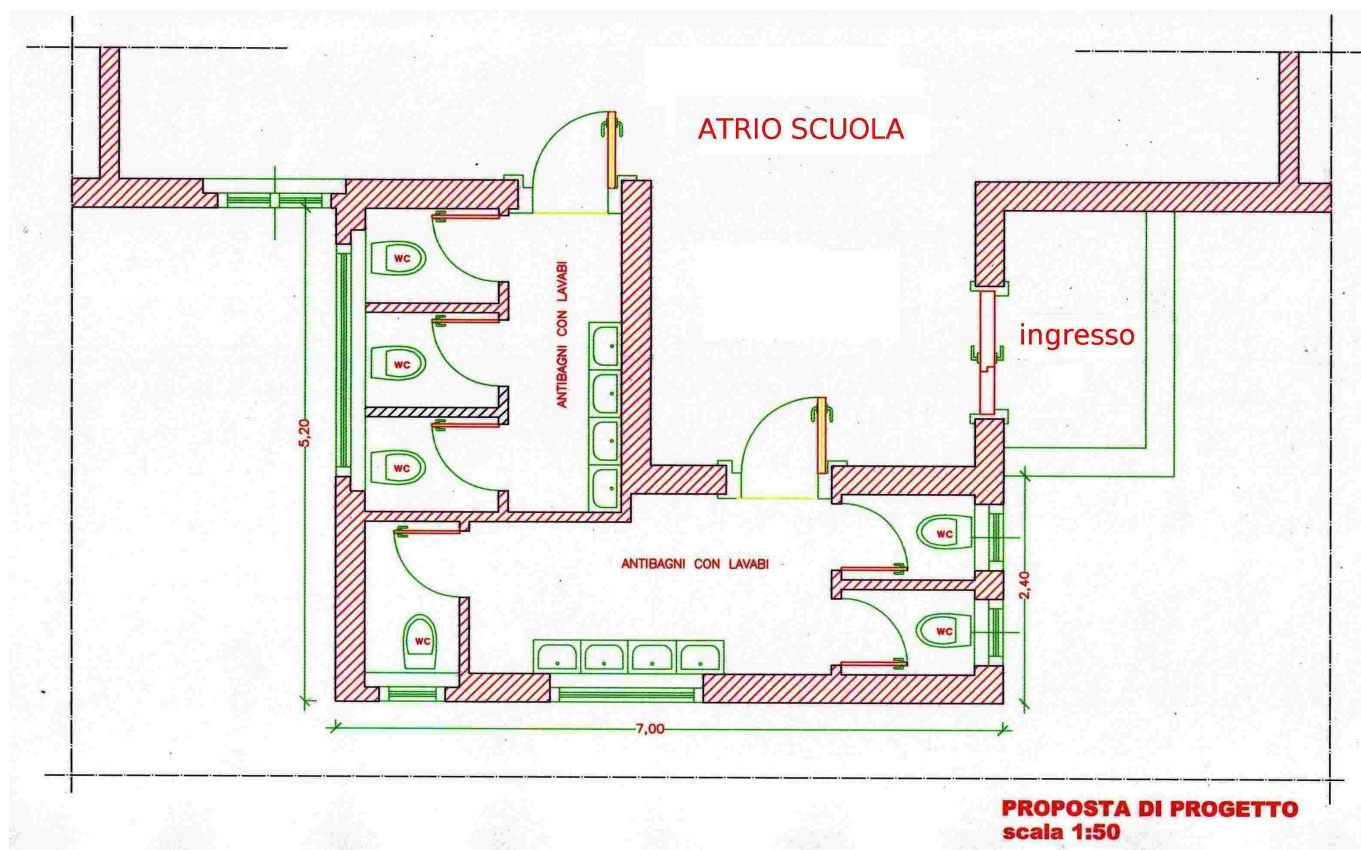 ATRIO SCUOLA
WC
ANTIBAGNI CON LAVABI
ingresso
WC
5,20
WC
WC
ANTIBAGNI CON LAVABI
2,40
WC
WC
7,00
PROPOSTA DI PROGETTO
scala 1:50